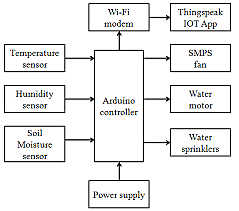 Wi-Fi
modem
Thingspeak
IOT App
Temperature
sensor
SMPS
fan
Humidity
sensor
Arduino
controller
Water
motor
Soil
Moisture
sensor
Water
sprinklers
Power supply